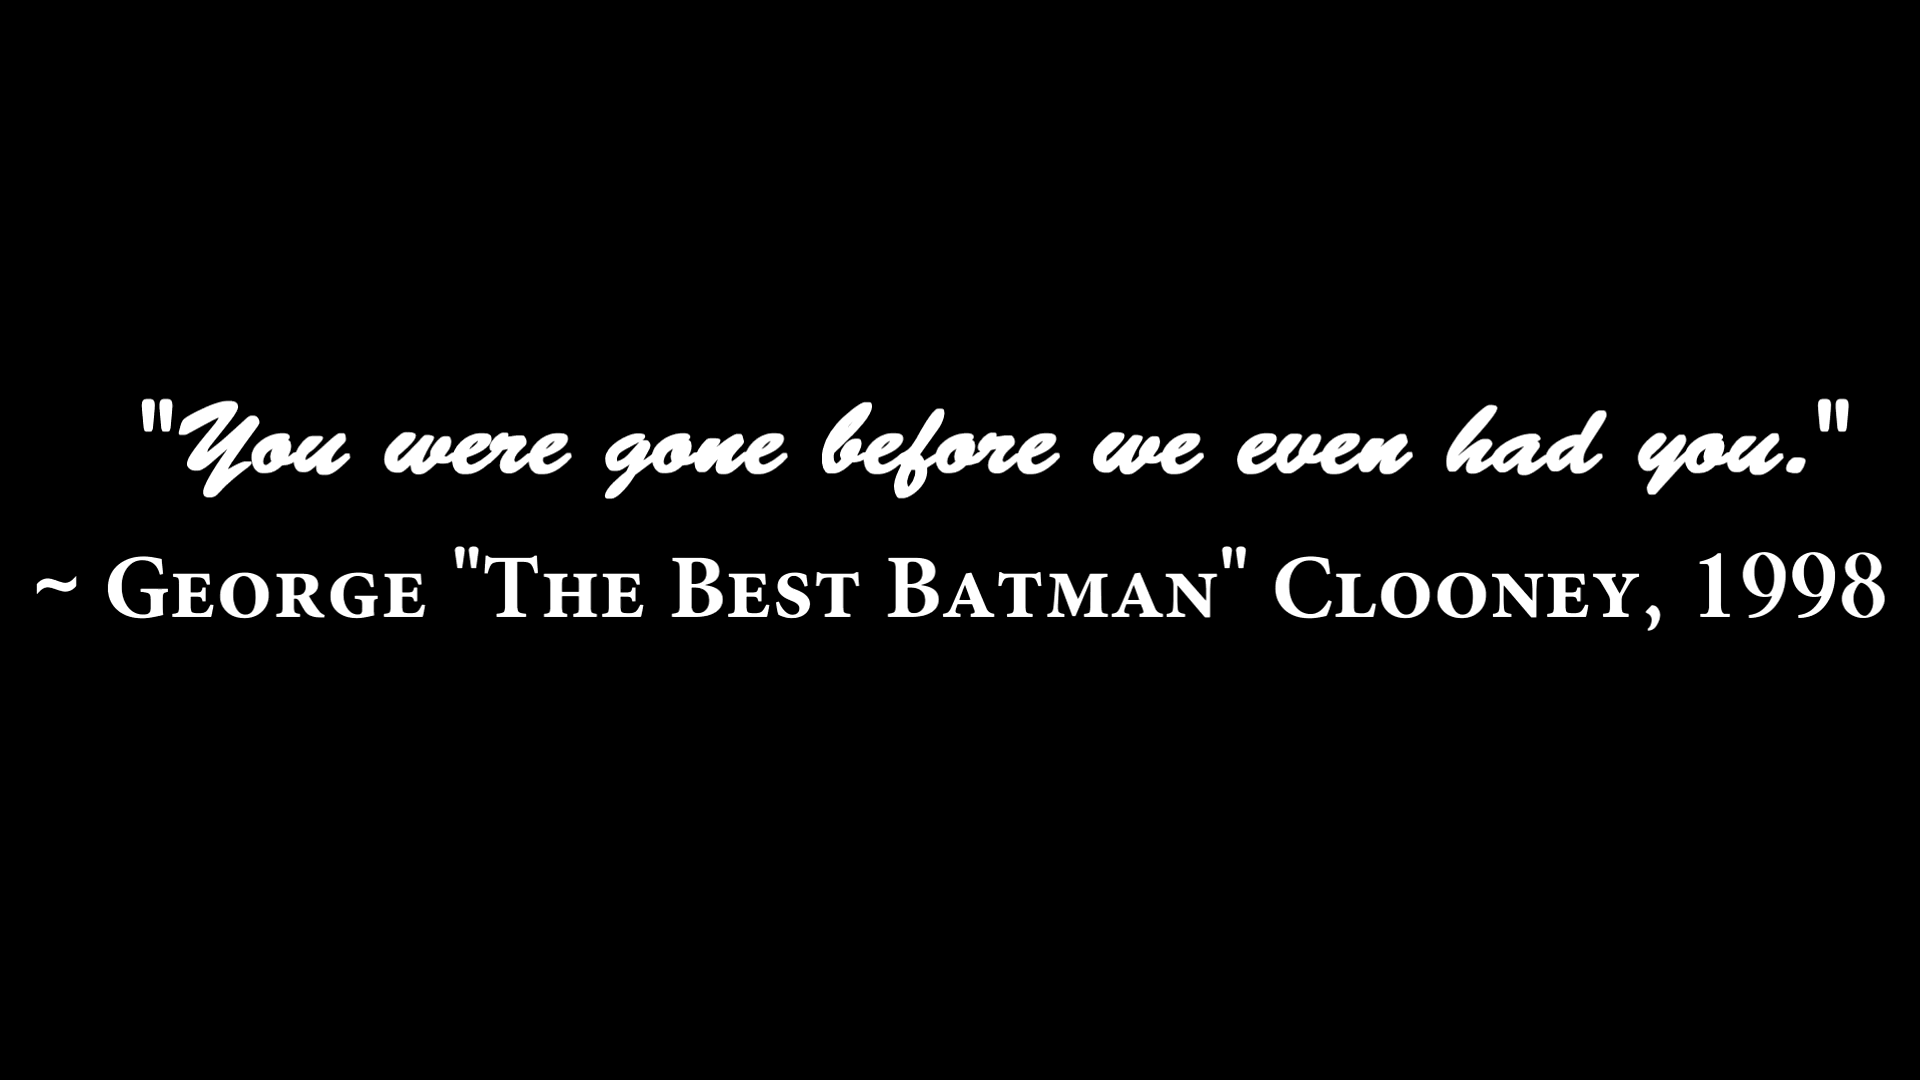 "You were gone before we even had you."
~ George "The Best Batman" Clooney, 1998